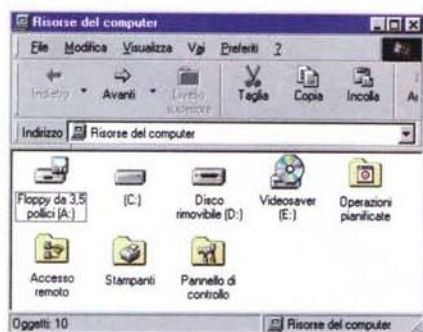 Risorse del computer
File Modifica Visualizza Vai Preferiti ?
Indietro Avanti Livello superiore Taglia Copia Incolla
Indirizzo Risorse del computer
Floppy da 3,5 pollici (A:)
(C:)
Disco rimovibile (D:)
Videosaver (E:)
Operazioni pianificate
Accesso remoto
Stampanti
Pannello di controllo
Oggetti: 10
Risorse del computer